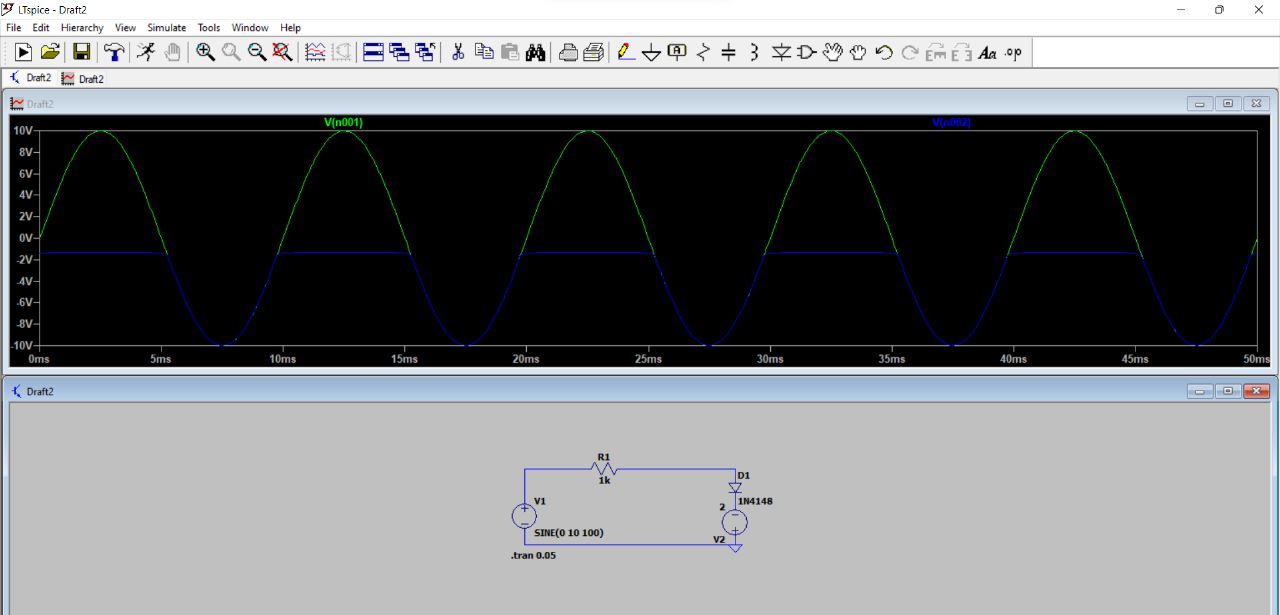 LTspice - Draft2
File Edit Hierarchy View Simulate Tools Window Help
A Aa .op
Draft2 Draft2
Draft2
V(n001) V(n002)
10V
8V
6V
4V
2V
0V
-2V
-4V
-6V
-8V
-10V
0ms 5ms 10ms 15ms 20ms 25ms 30ms 35ms 40ms 45ms 50ms
Draft2
R1
1k
D1
1N4148
V1
2
SINE(0 10 100)
V2
.tran 0.05